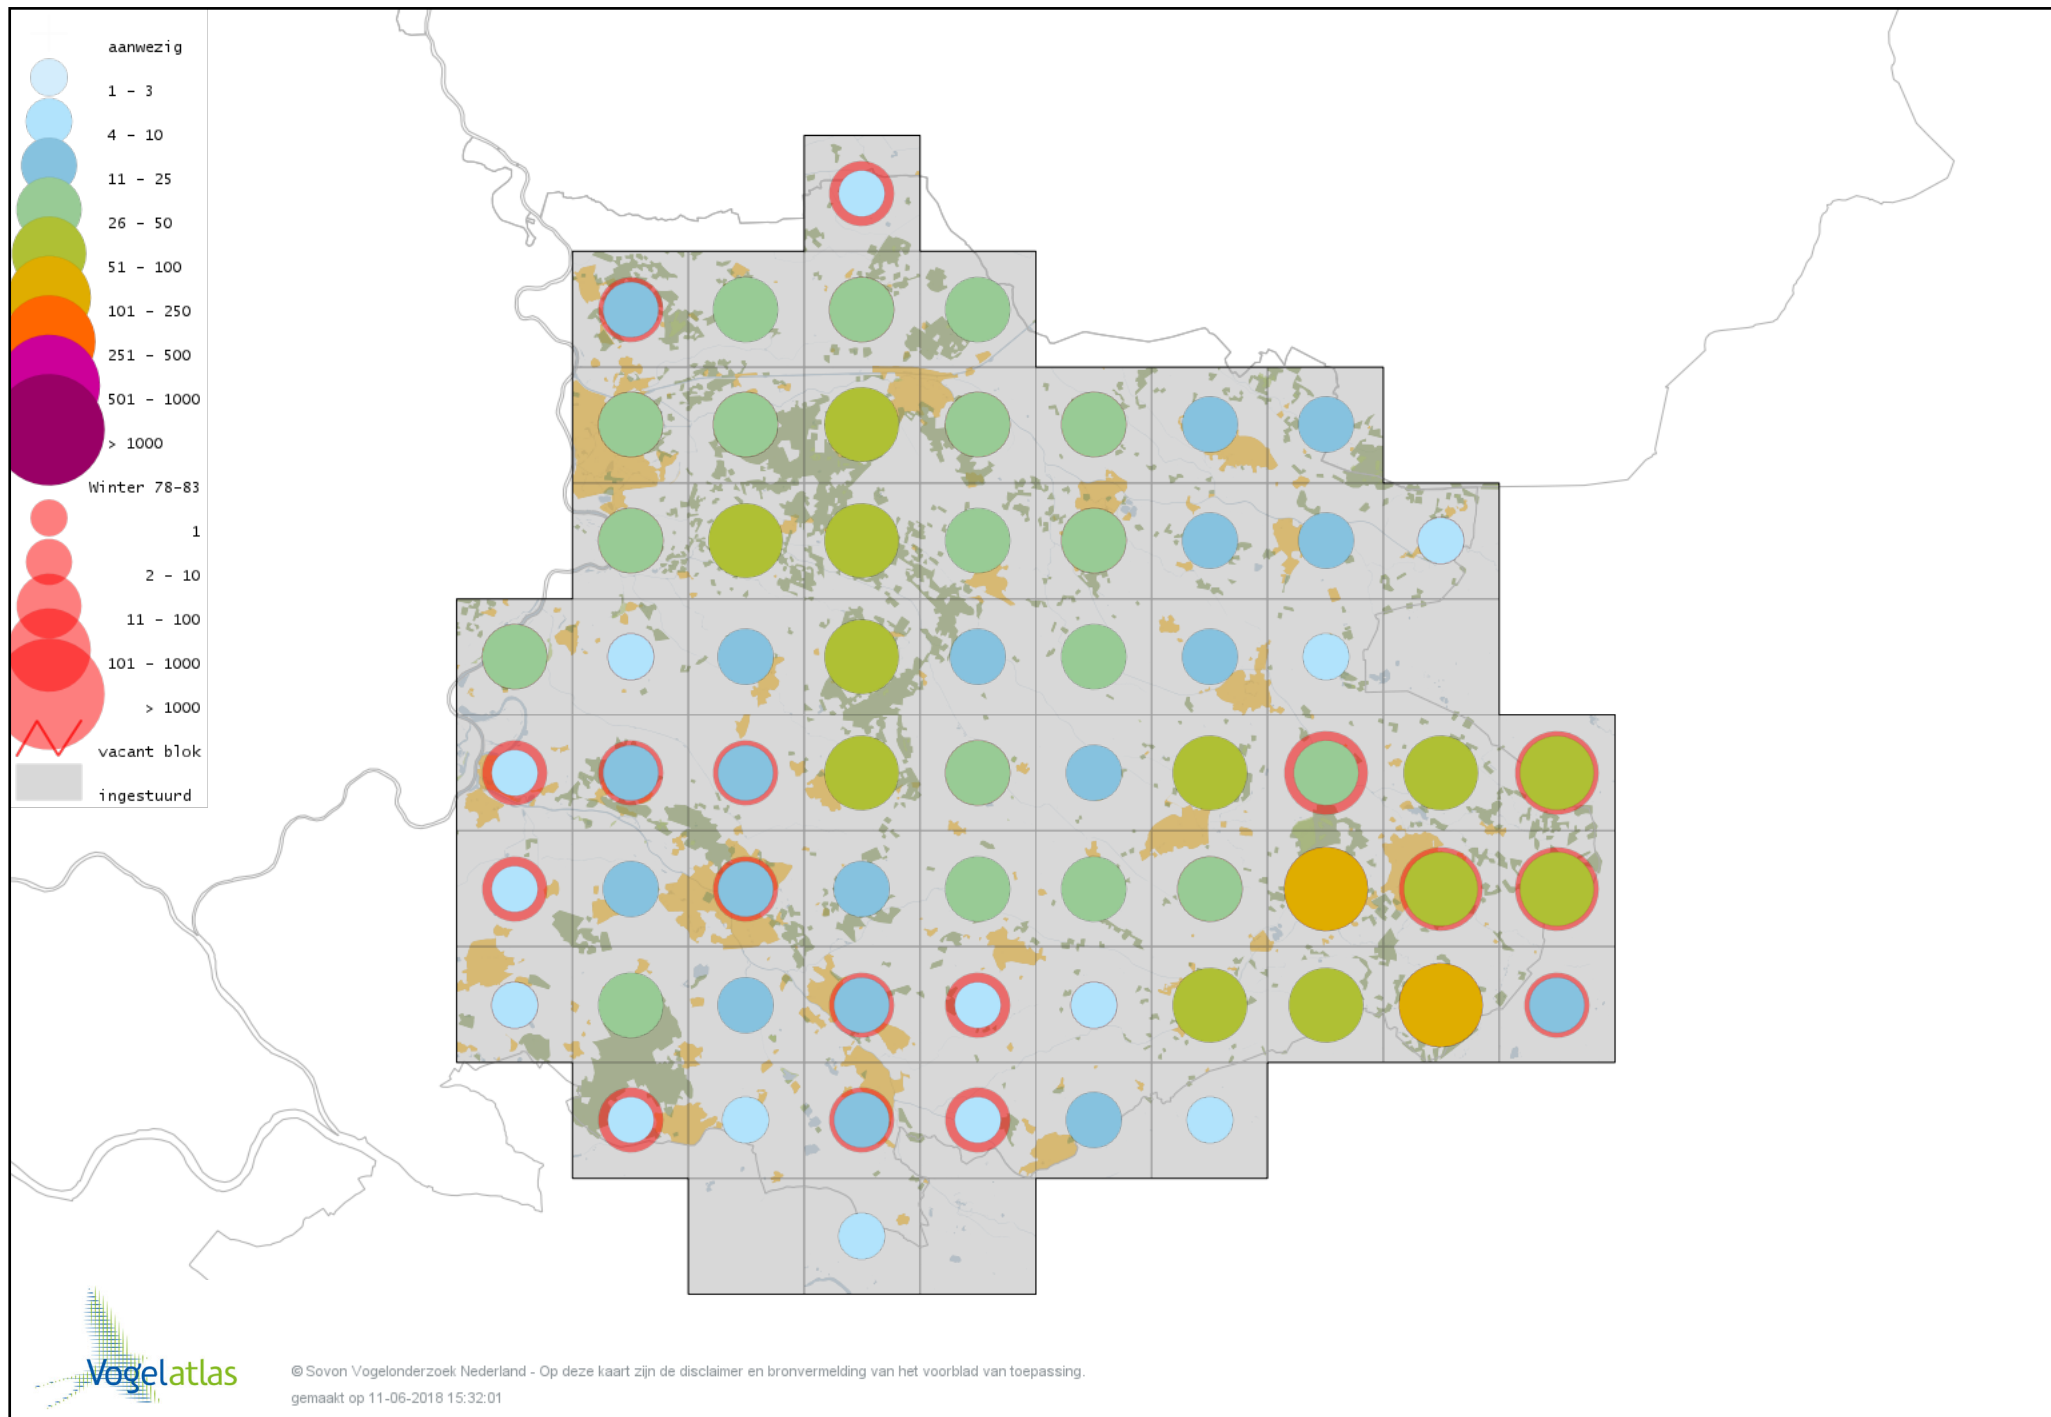 aanwezig
1 - 3
4 - 10
11 - 25
26 - 50
51 - 100
101 - 250
251 - 500
501 - 1000
> 1000
Winter 78-83
1
2 - 10
11 - 100
101 - 1000
> 1000
vacant blok
ingestuurd
Vogelatlas
© Sovon Vogelonderzoek Nederland - Op deze kaart zijn de disclaimer en bronvermelding van het voorblad van toepassing.
gemaakt op 11-06-2018 15:32:01